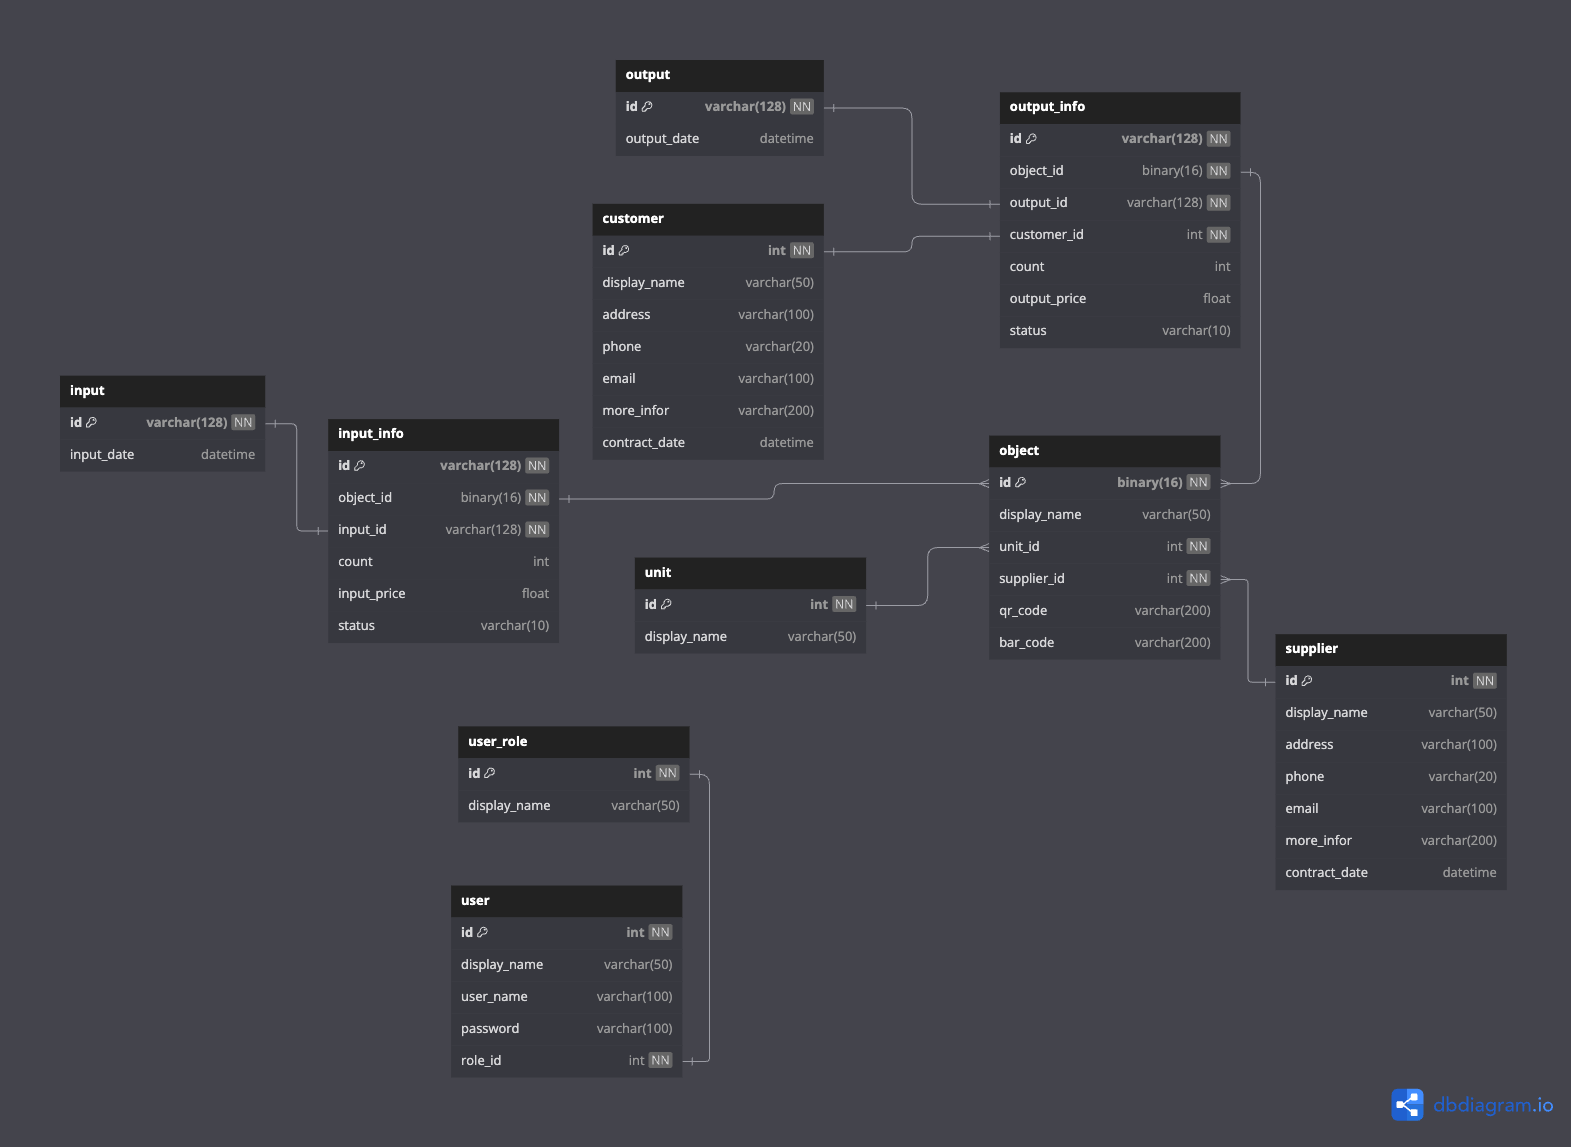 output
id varchar(128) NN
output_date datetime
output_info
id varchar(128) NN
object_id binary(16) NN
output_id varchar(128) NN
customer_id int NN
count int
output_price float
status varchar(10)
customer
id int NN
display_name varchar(50)
address varchar(100)
phone varchar(20)
email varchar(100)
more_infor varchar(200)
contract_date datetime
input
id varchar(128) NN
input_date datetime
input_info
id varchar(128) NN
object_id binary(16) NN
input_id varchar(128) NN
count int
input_price float
status varchar(10)
object
id binary(16) NN
display_name varchar(50)
unit_id int NN
supplier_id int NN
qr_code varchar(200)
bar_code varchar(200)
unit
id int NN
display_name varchar(50)
supplier
id int NN
display_name varchar(50)
address varchar(100)
phone varchar(20)
email varchar(100)
more_infor varchar(200)
contract_date datetime
user_role
id int NN
display_name varchar(50)
user
id int NN
display_name varchar(50)
user_name varchar(100)
password varchar(100)
role_id int NN
dbdiagram.io